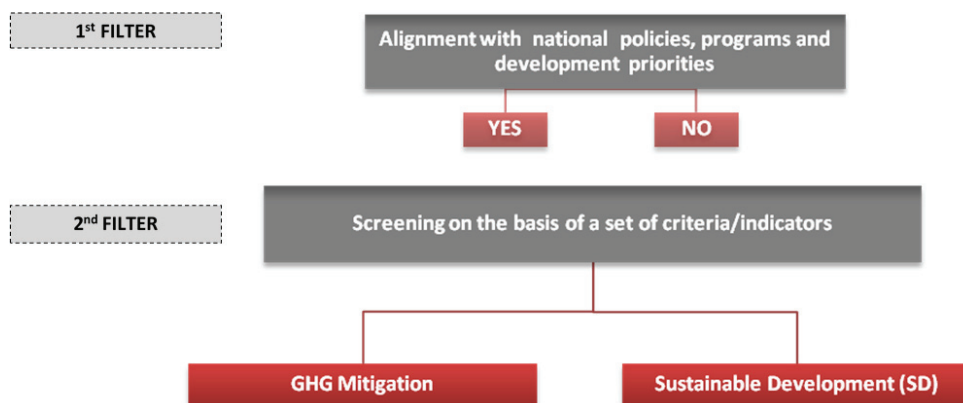 1st FILTER
Alignment with national policies, programs and
development priorities
YES
NO
2nd FILTER
Screening on the basis of a set of criteria/indicators
GHG Mitigation
Sustainable Development (SD)